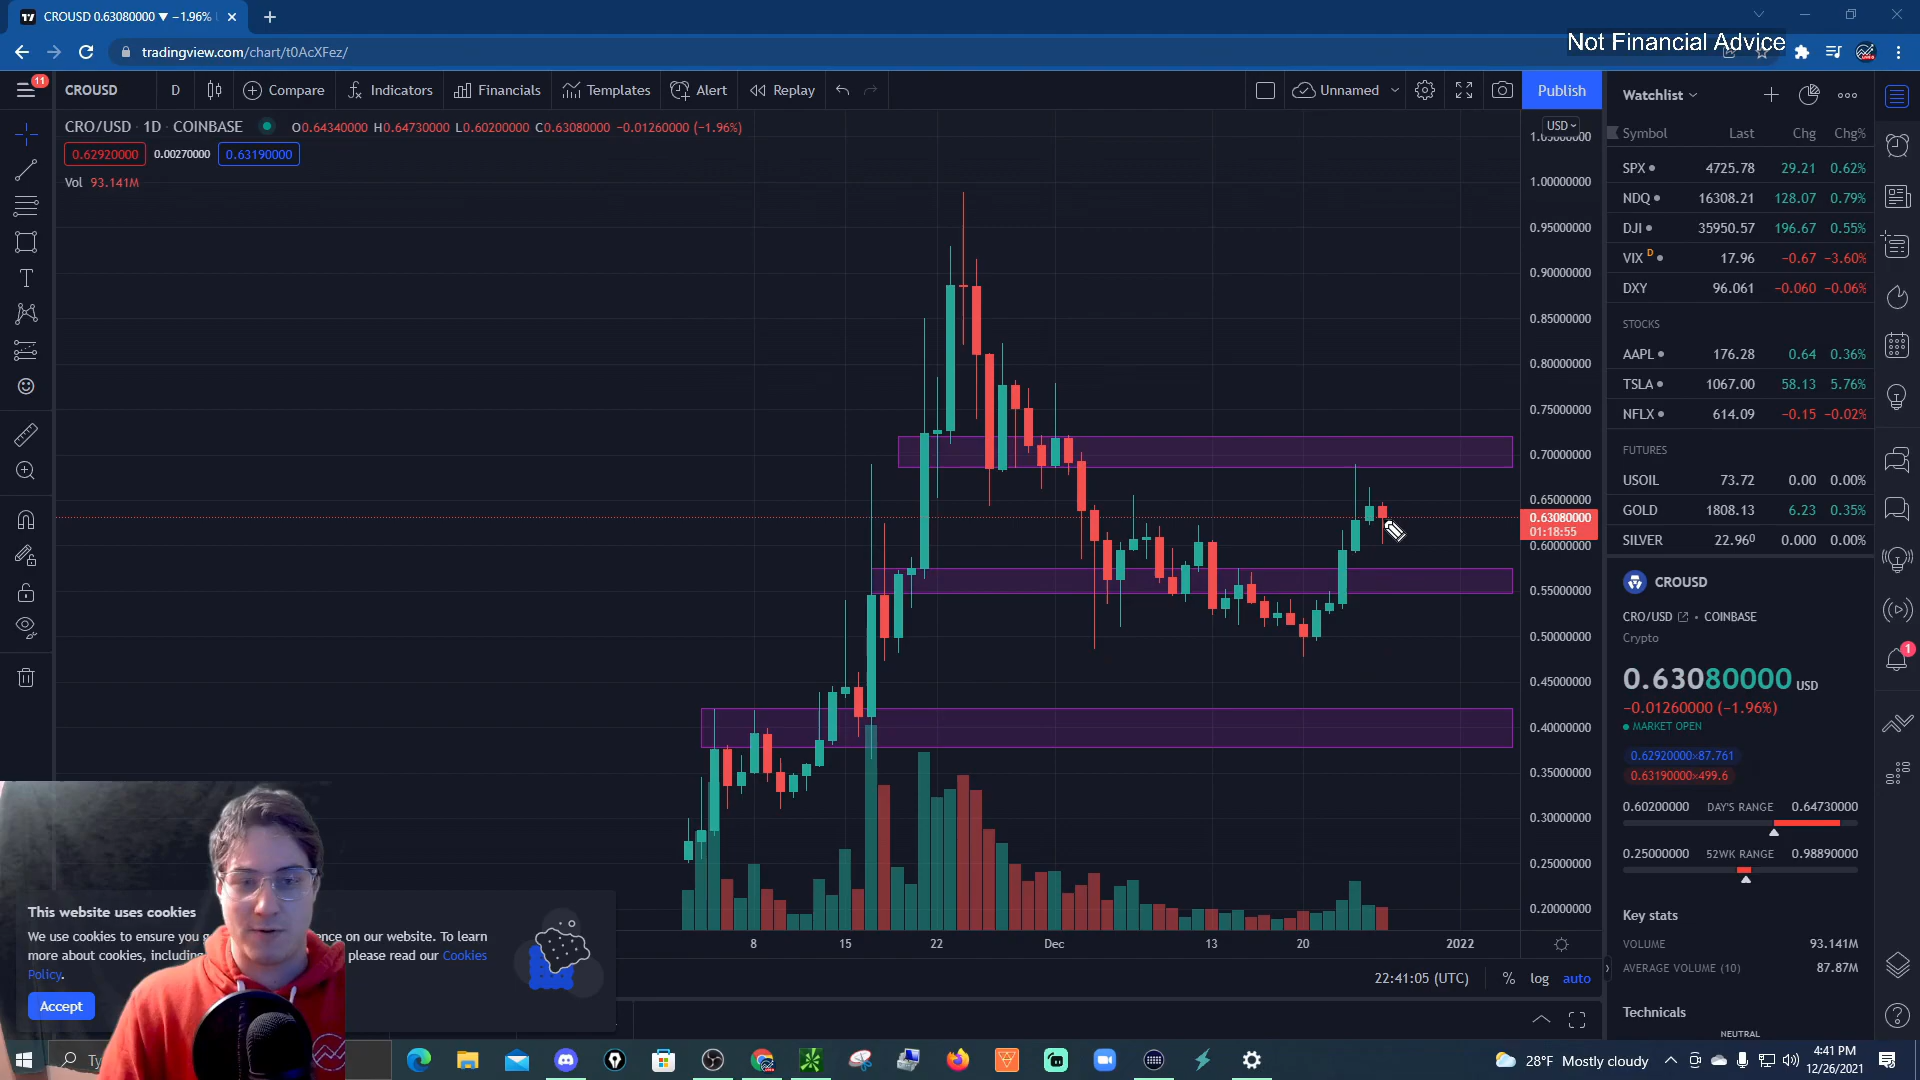 CROUSD 0.63080000 ▼ −1.96%
tradingview.com/chart/t0AcXFez/
Not Financial Advice
11
CROUSD
D
Compare
Indicators
Financials
Templates
Alert
Replay
Unnamed
Publish
CRO/USD · 1D · COINBASE
O0.64340000 H0.64730000 L0.60200000 C0.63080000 −0.01260000 (−1.96%)
0.62920000 0.00270000 0.63190000
Vol 93.141M
USD
1.05000000
1.00000000
0.95000000
0.90000000
0.85000000
0.80000000
0.75000000
0.70000000
0.65000000
0.63080000
01:18:55
0.60000000
0.55000000
0.50000000
0.45000000
0.40000000
0.35000000
0.30000000
0.25000000
0.20000000
8 15 22 Dec 13 20 2022
22:41:05 (UTC)
% log auto
Watchlist
Symbol Last Chg Chg%
SPX 4725.78 29.21 0.62%
NDQ 16308.21 128.07 0.79%
DJI 35950.57 196.67 0.55%
VIX D 17.96 −0.67 −3.60%
DXY 96.061 −0.060 −0.06%
STOCKS
AAPL 176.28 0.64 0.36%
TSLA 1067.00 58.13 5.76%
NFLX 614.09 −0.15 −0.02%
FUTURES
USOIL 73.72 0.00 0.00%
GOLD 1808.13 6.23 0.35%
SILVER 22.960 0.000 0.00%
CROUSD
CRO/USD • COINBASE
Crypto
0.63080000 USD
−0.01260000 (−1.96%)
MARKET OPEN
0.62920000×87.761
0.63190000×499.6
0.60200000 DAY'S RANGE 0.64730000
0.25000000 52WK RANGE 0.98890000
Key stats
VOLUME 93.141M
AVERAGE VOLUME (10) 87.87M
Technicals
NEUTRAL
1
This website uses cookies
We use cookies to ensure you
ence on our website. To learn
more about cookies, including
please read our Cookies
Policy.
Accept
28°F Mostly cloudy
4:41 PM
12/26/2021